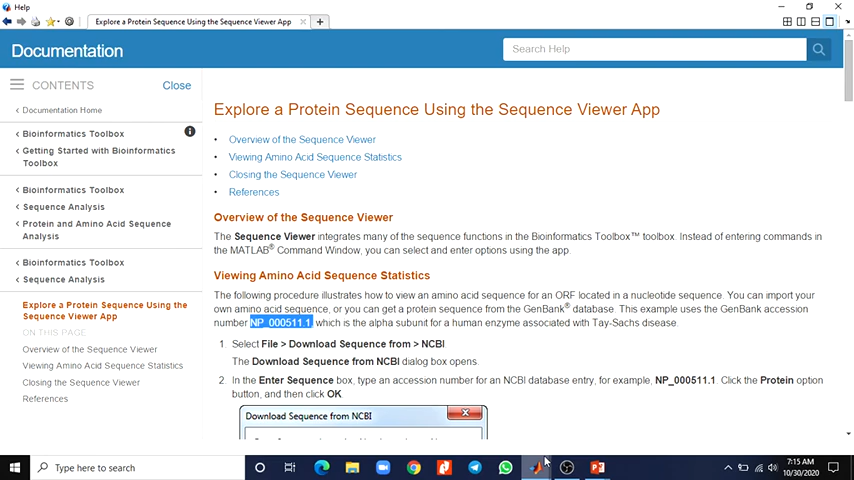 Help
Explore a Protein Sequence Using the Sequence Viewer App
Documentation
Search Help
CONTENTS
Close
Documentation Home
Bioinformatics Toolbox
Getting Started with Bioinformatics
Toolbox
Bioinformatics Toolbox
Sequence Analysis
Protein and Amino Acid Sequence
Analysis
Bioinformatics Toolbox
Sequence Analysis
Explore a Protein Sequence Using the
Sequence Viewer App
ON THIS PAGE
Overview of the Sequence Viewer
Viewing Amino Acid Sequence Statistics
Closing the Sequence Viewer
References
Explore a Protein Sequence Using the Sequence Viewer App
• Overview of the Sequence Viewer
• Viewing Amino Acid Sequence Statistics
• Closing the Sequence Viewer
• References
Overview of the Sequence Viewer
The Sequence Viewer integrates many of the sequence functions in the Bioinformatics Toolbox™ toolbox. Instead of entering commands in
the MATLAB® Command Window, you can select and enter options using the app.
Viewing Amino Acid Sequence Statistics
The following procedure illustrates how to view an amino acid sequence for an ORF located in a nucleotide sequence. You can import your
own amino acid sequence, or you can get a protein sequence from the GenBank® database. This example uses the GenBank accession
number NP_000511.1, which is the alpha subunit for a human enzyme associated with Tay-Sachs disease.
1. Select File > Download Sequence from > NCBI
The Download Sequence from NCBI dialog box opens.
2. In the Enter Sequence box, type an accession number for an NCBI database entry, for example, NP_000511.1. Click the Protein option
button, and then click OK.
Download Sequence from NCBI
Type here to search
7:15 AM
10/30/2020